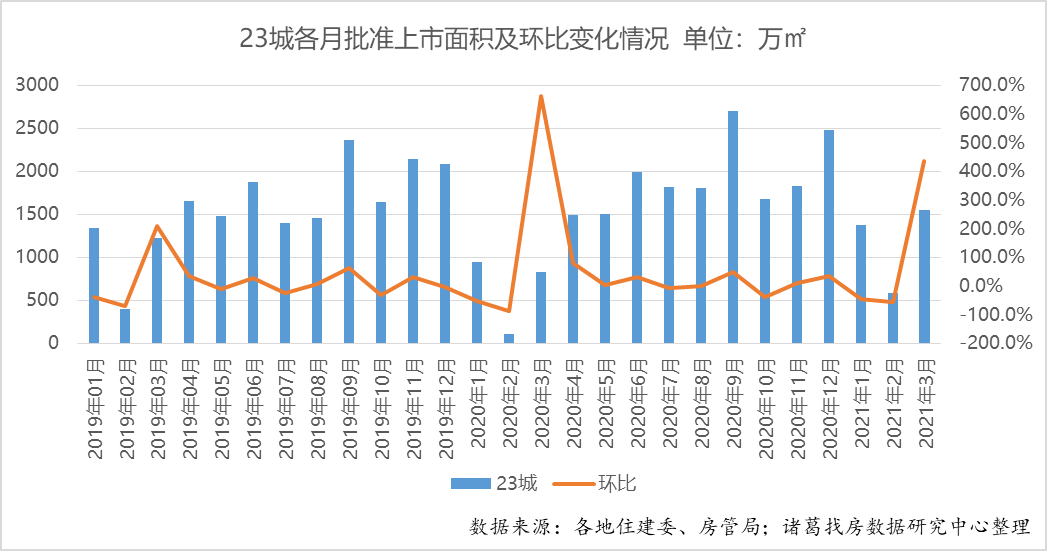 23城各月批准上市面积及环比变化情况 单位：万㎡
3000
2500
2000
1500
1000
500
0
700.0%
600.0%
500.0%
400.0%
300.0%
200.0%
100.0%
0.0%
-100.0%
-200.0%
2019年01月
2019年02月
2019年03月
2019年04月
2019年05月
2019年06月
2019年07月
2019年08月
2019年09月
2019年10月
2019年11月
2019年12月
2020年1月
2020年2月
2020年3月
2020年4月
2020年5月
2020年6月
2020年7月
2020年8月
2020年9月
2020年10月
2020年11月
2020年12月
2021年1月
2021年2月
2021年3月
23城 环比
数据来源：各地住建委、房管局；诸葛找房数据研究中心整理